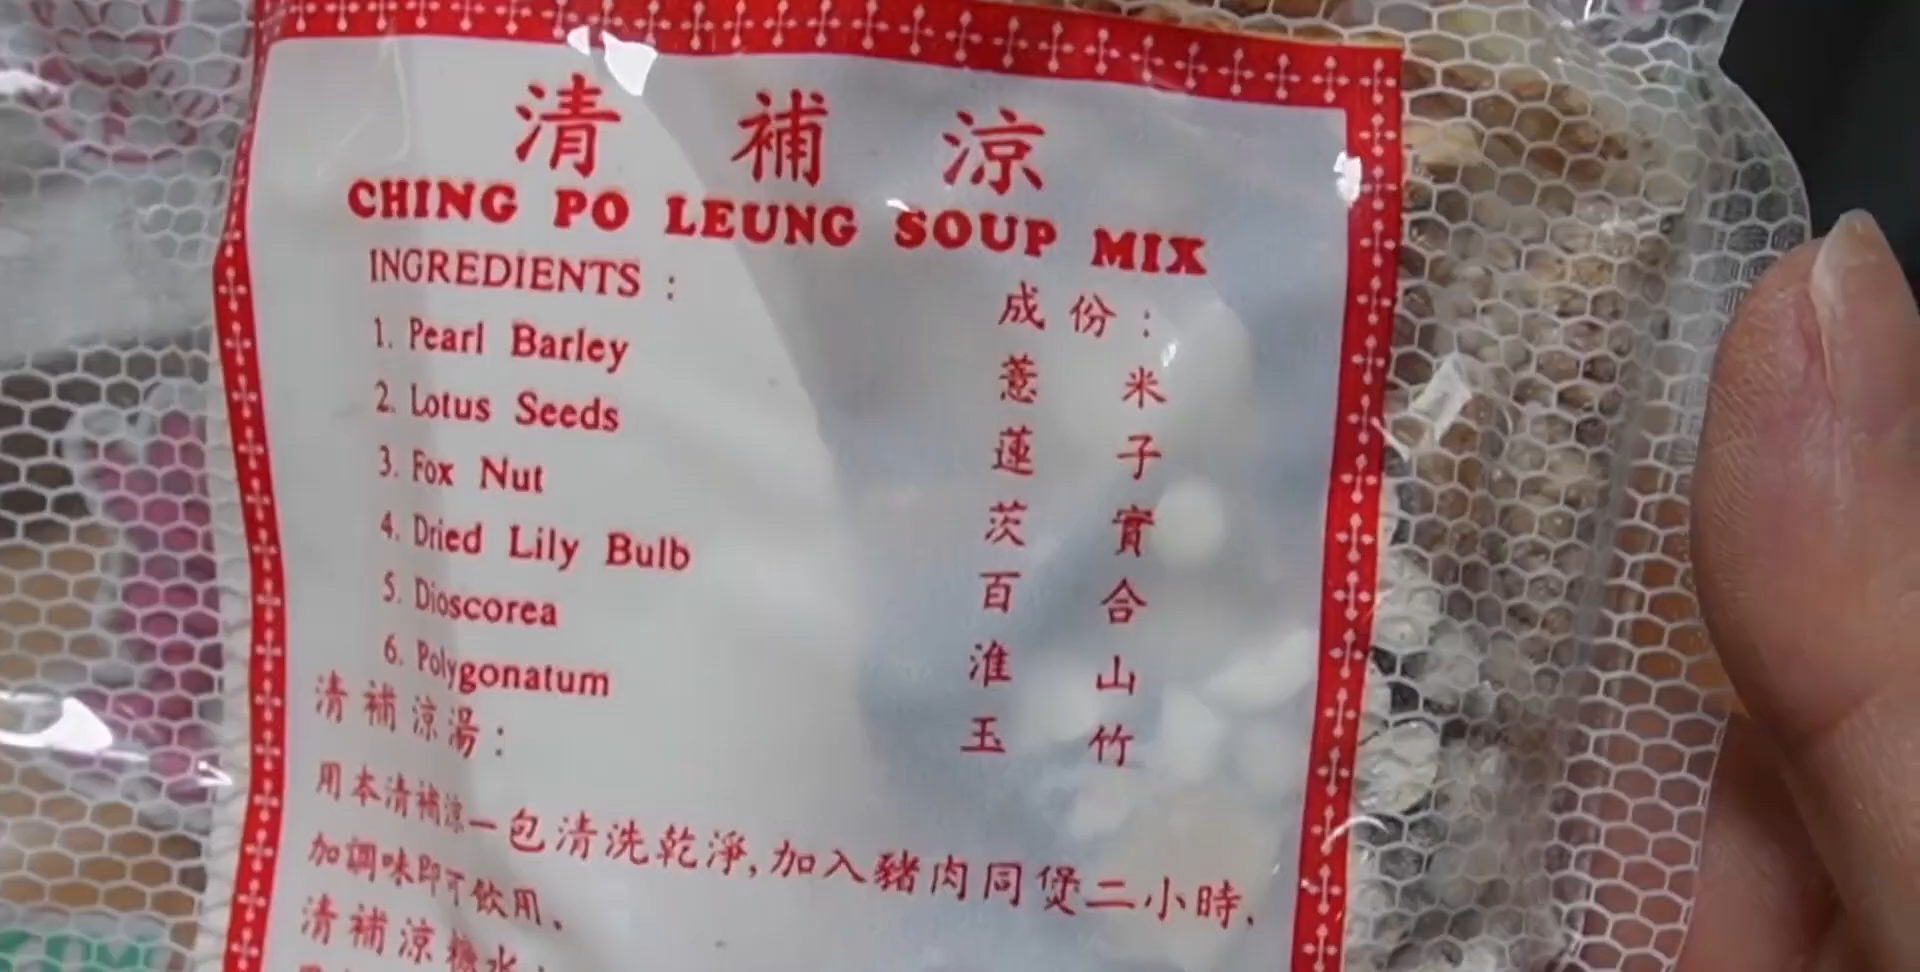 清補涼
CHING PO LEUNG SOUP MIX
INGREDIENTS :
成份:
1. Pearl Barley 薏米
2. Lotus Seeds 蓮子
3. Fox Nut 茨實
4. Dried Lily Bulb 百合
5. Dioscorea 淮山
6. Polygonatum 玉竹
清補涼湯:
用本清補涼一包清洗乾淨,加入豬肉同煲二小時,
加調味即可飲用。
清補涼糖水